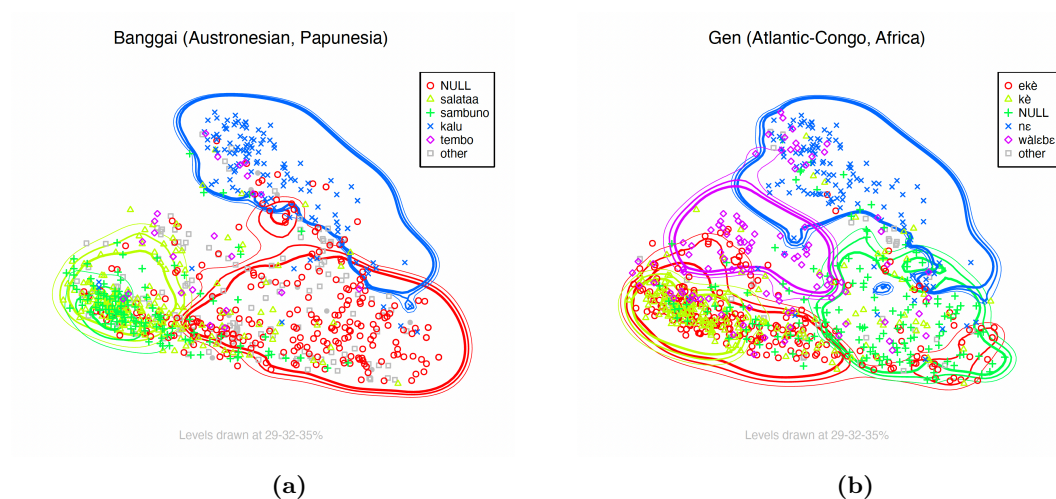 Banggai (Austronesian, Papunesia)
NULL
salataa
sambuno
kalu
tembo
other
Levels drawn at 29-32-35%
(a)
Gen (Atlantic-Congo, Africa)
ekè
kè
NULL
nɛ
wàlɛbɛ
other
Levels drawn at 29-32-35%
(b)